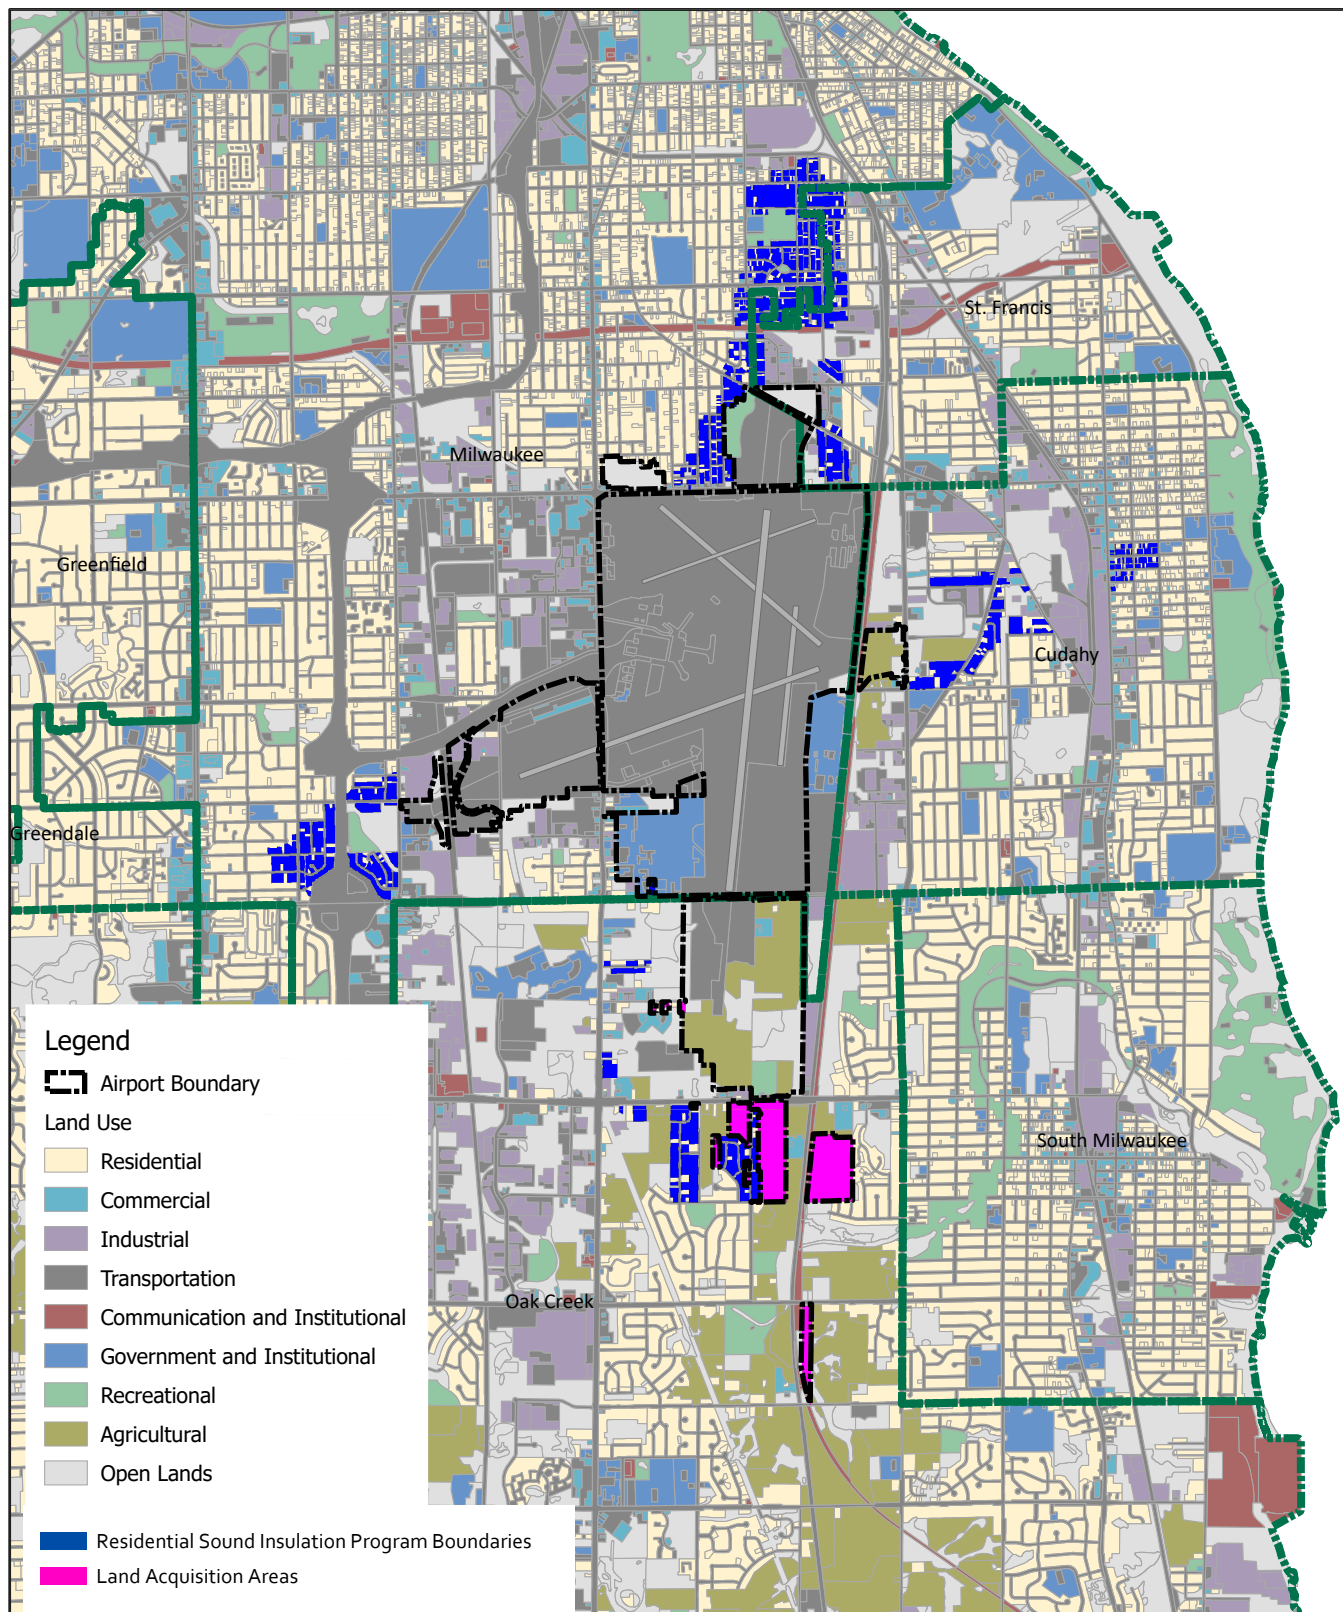 St. Francis
Milwaukee
Greenfield
Cudahy
Greendale
South Milwaukee
Oak Creek
Legend
Airport Boundary
Land Use
Residential
Commercial
Industrial
Transportation
Communication and Institutional
Government and Institutional
Recreational
Agricultural
Open Lands
Residential Sound Insulation Program Boundaries
Land Acquisition Areas